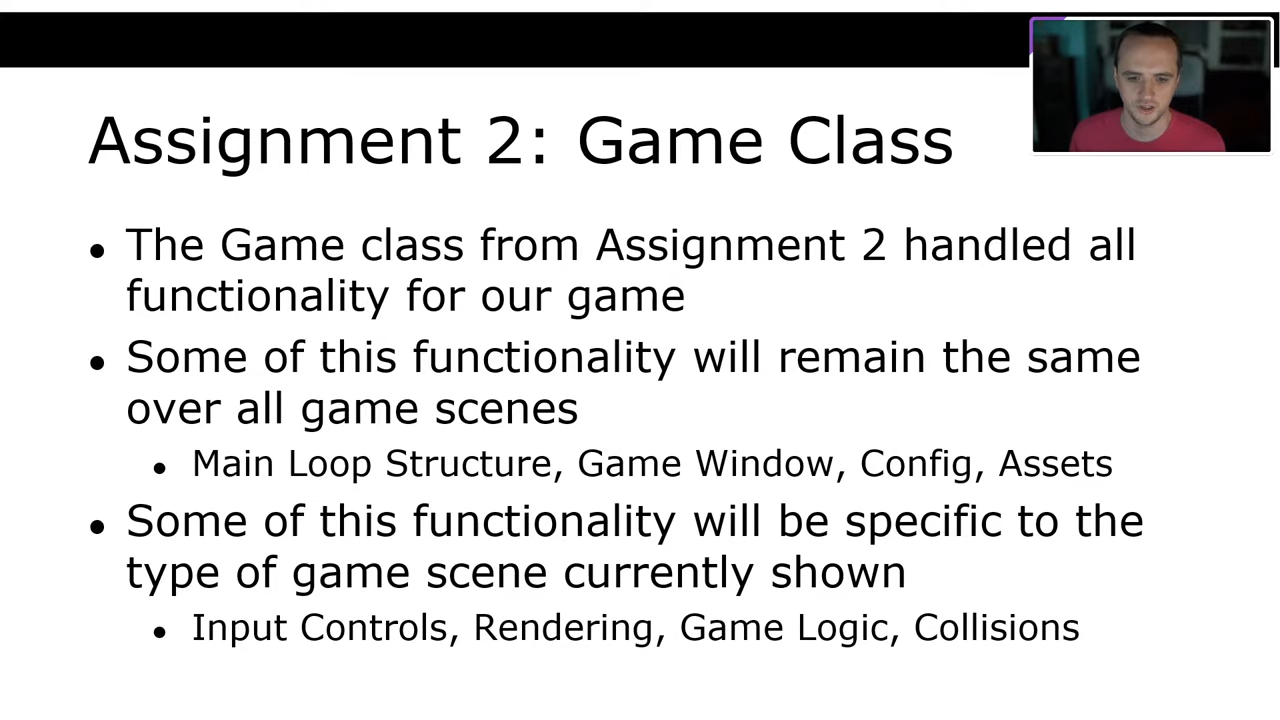 Assignment 2: Game Class
• The Game class from Assignment 2 handled all
functionality for our game
• Some of this functionality will remain the same
over all game scenes
• Main Loop Structure, Game Window, Config, Assets
• Some of this functionality will be specific to the
type of game scene currently shown
• Input Controls, Rendering, Game Logic, Collisions